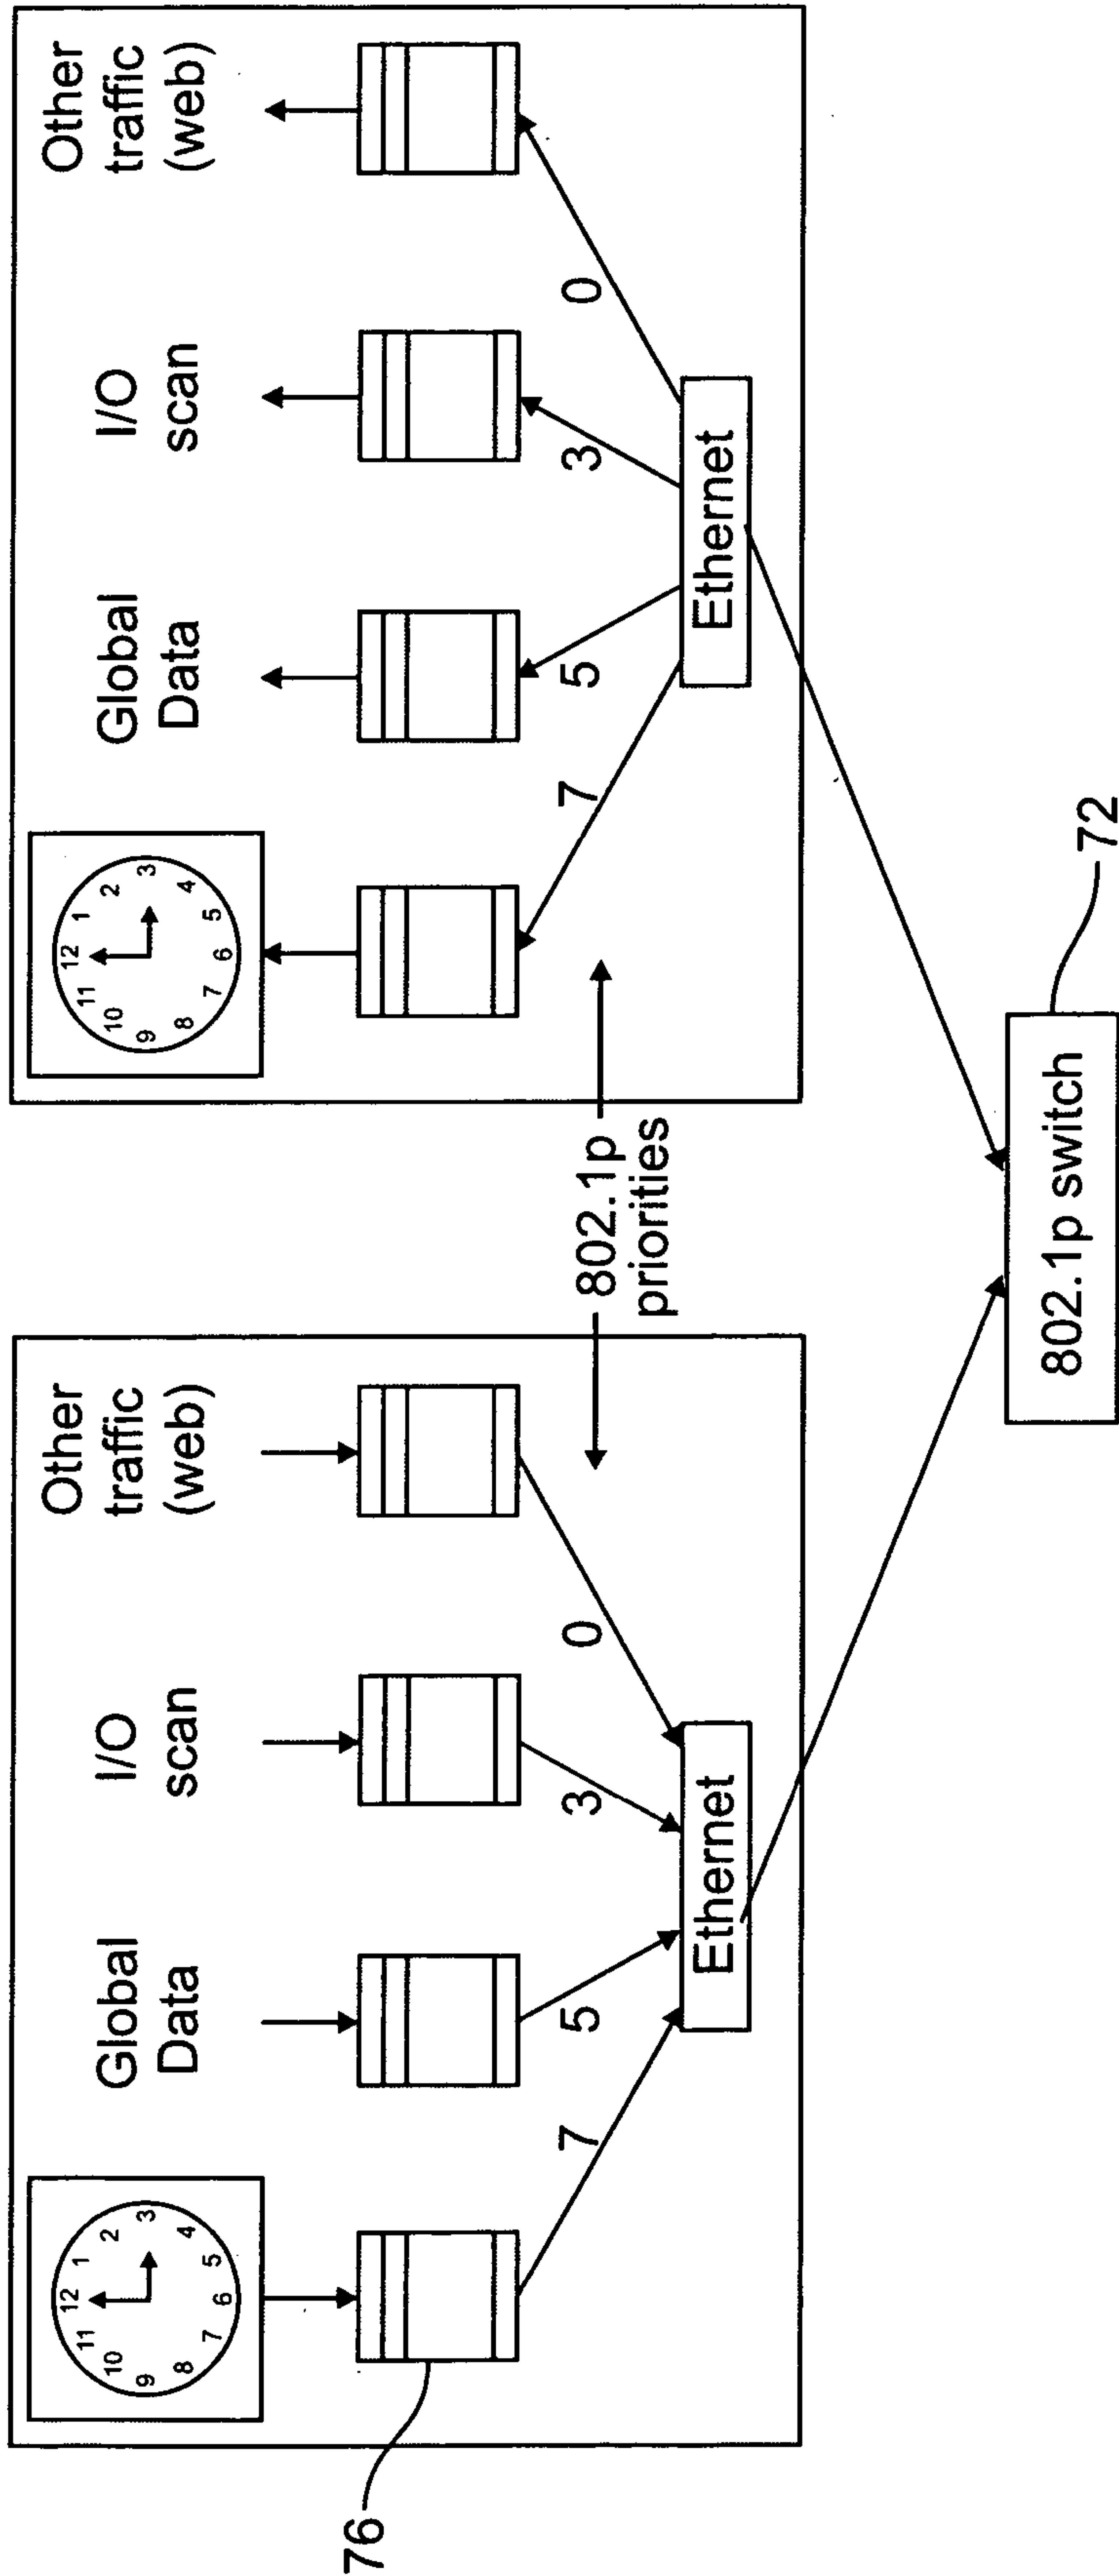 12
1
2
3
4
5
6
7
8
9
10
11
Global
Data
I/O
scan
Other
traffic
(web)
76
7
5
3
0
Ethernet
802.1p
priorities
12
1
2
3
4
5
6
7
8
9
10
11
Global
Data
I/O
scan
Other
traffic
(web)
7
5
3
0
Ethernet
802.1p switch
72